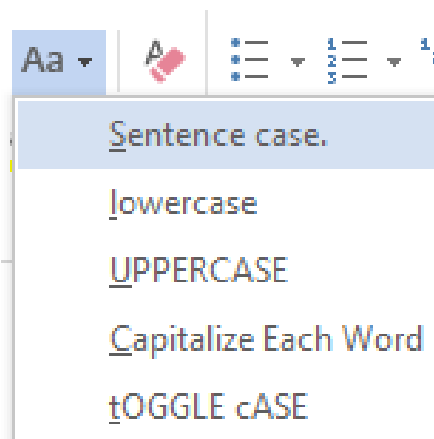 Aa
Sentence case.
lowercase
UPPERCASE
Capitalize Each Word
tOGGLE cASE